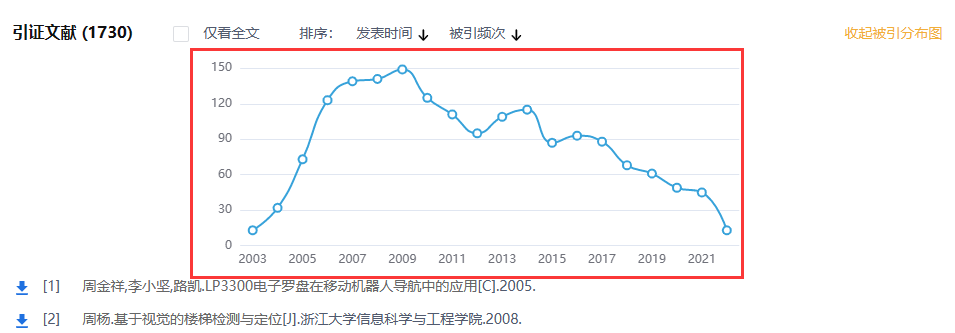 引证文献 (1730) 仅看全文 排序： 发表时间 ↓ 被引频次 ↓ 收起被引分布图
150
120
90
60
30
0
2003 2005 2007 2009 2011 2013 2015 2017 2019 2021
[1] 周金祥,李小坚,路凯.LP3300电子罗盘在移动机器人导航中的应用[C].2005.
[2] 周杨.基于视觉的楼梯检测与定位[J].浙江大学信息科学与工程学院.2008.